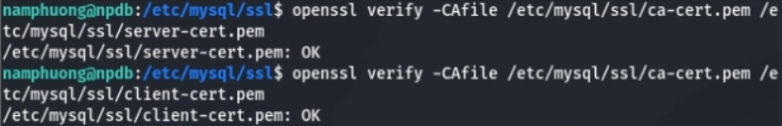 namphuong@npdb:/etc/mysql/ssl$ openssl verify -CAfile /etc/mysql/ssl/ca-cert.pem /e
tc/mysql/ssl/server-cert.pem
/etc/mysql/ssl/server-cert.pem: OK
namphuong@npdb:/etc/mysql/ssl$ openssl verify -CAfile /etc/mysql/ssl/ca-cert.pem /e
tc/mysql/ssl/client-cert.pem
/etc/mysql/ssl/client-cert.pem: OK